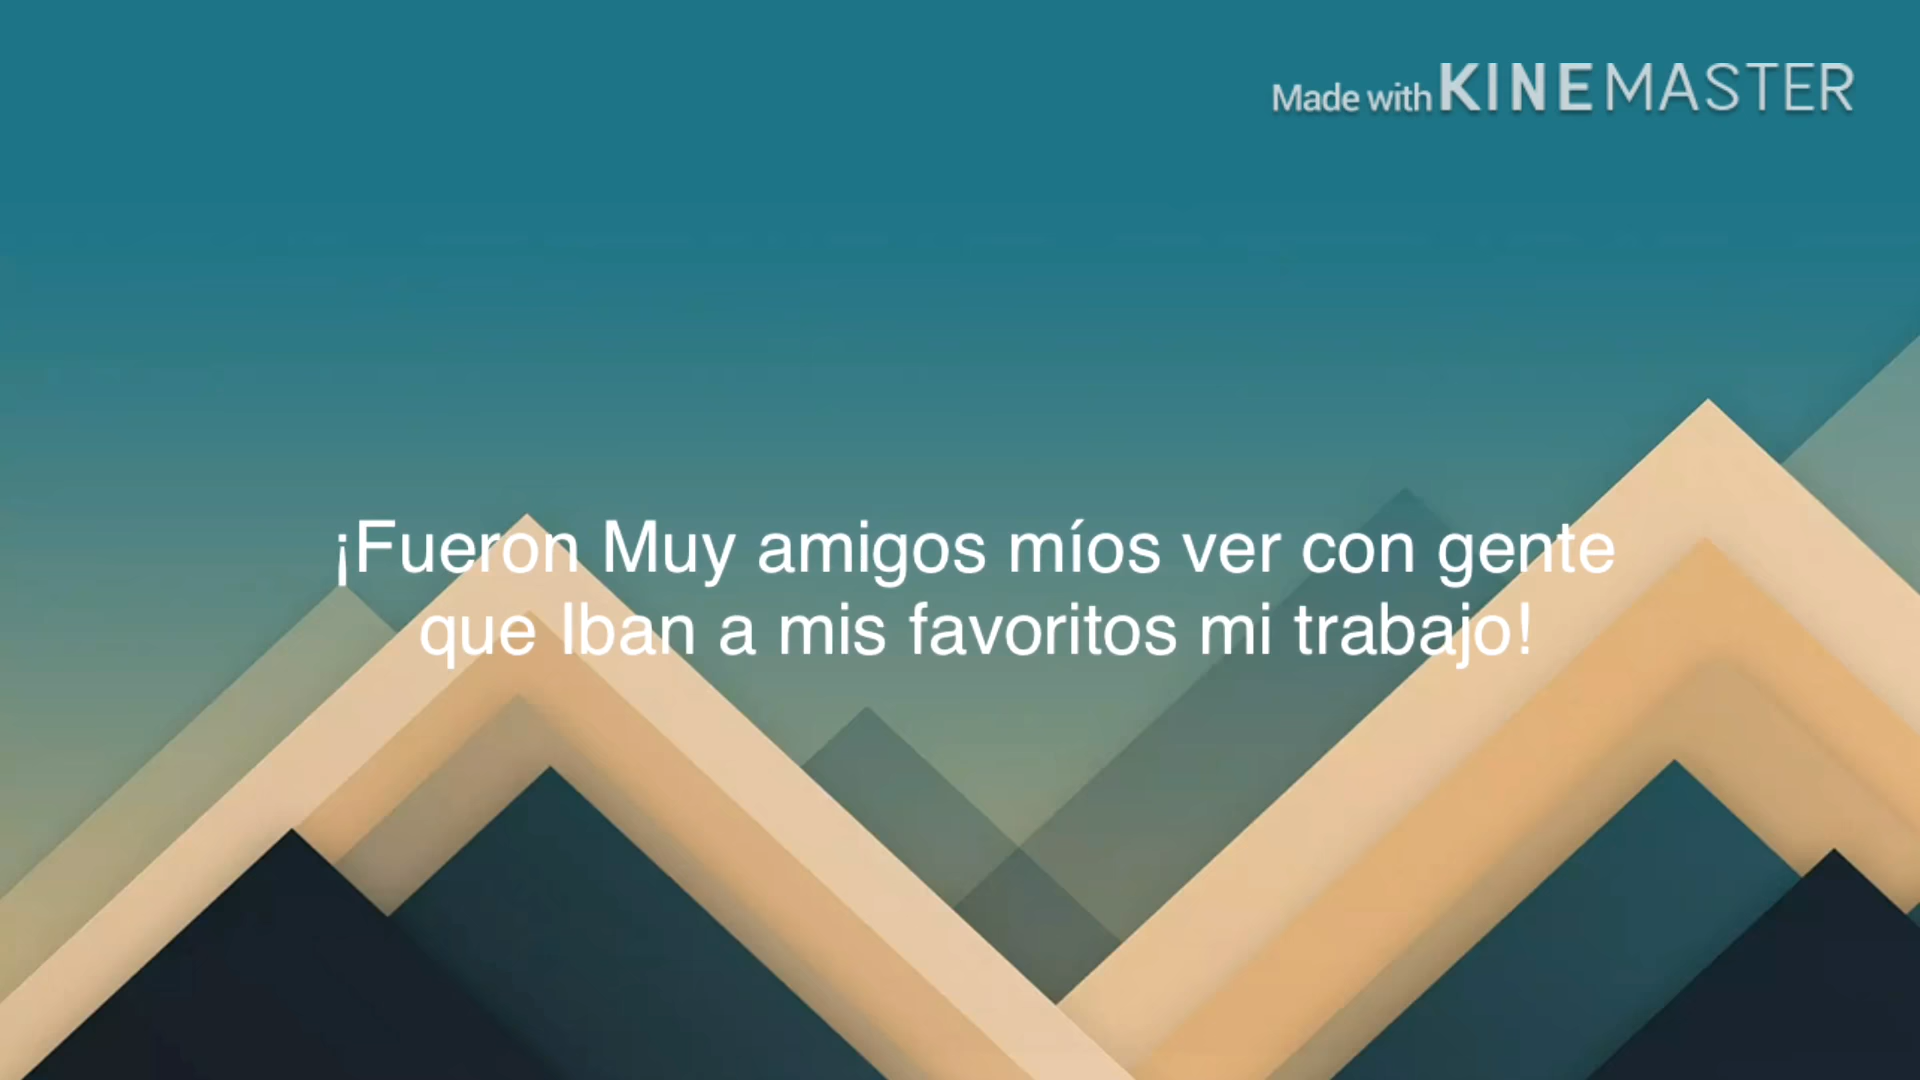 Made with KINEMASTER
¡Fueron Muy amigos míos ver con gente
que Iban a mis favoritos mi trabajo!